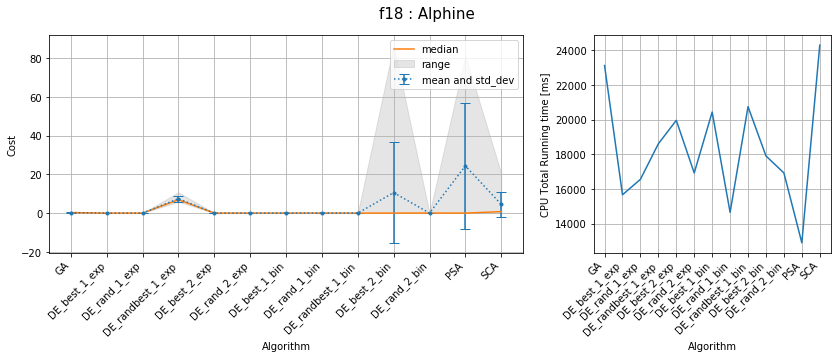 f18 : Alphine
median
range
mean and std_dev
Cost
80
60
40
20
0
−20
GA
DE_best_1_exp
DE_rand_1_exp
DE_randbest_1_exp
DE_best_2_exp
DE_rand_2_exp
DE_best_1_bin
DE_rand_1_bin
DE_randbest_1_bin
DE_best_2_bin
DE_rand_2_bin
PSA
SCA
Algorithm
CPU Total Running time [ms]
24000
22000
20000
18000
16000
14000
GA
DE_best_1_exp
DE_rand_1_exp
DE_randbest_1_exp
DE_best_2_exp
DE_rand_2_exp
DE_best_1_bin
DE_rand_1_bin
DE_randbest_1_bin
DE_best_2_bin
DE_rand_2_bin
PSA
SCA
Algorithm